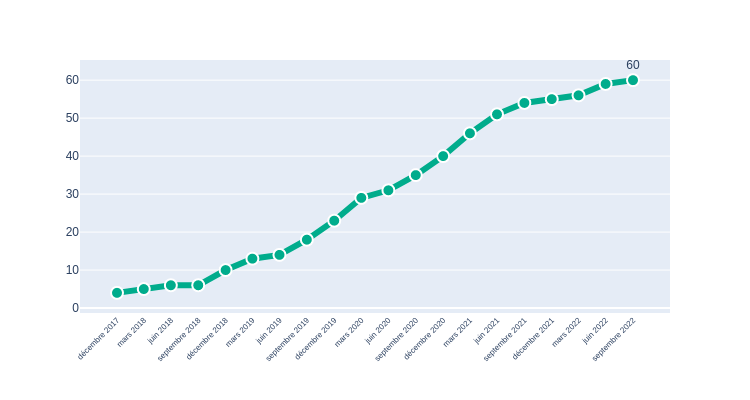 60
60
50
40
30
20
10
0
décembre 2017
mars 2018
juin 2018
septembre 2018
décembre 2018
mars 2019
juin 2019
septembre 2019
décembre 2019
mars 2020
juin 2020
septembre 2020
décembre 2020
mars 2021
juin 2021
septembre 2021
décembre 2021
mars 2022
juin 2022
septembre 2022